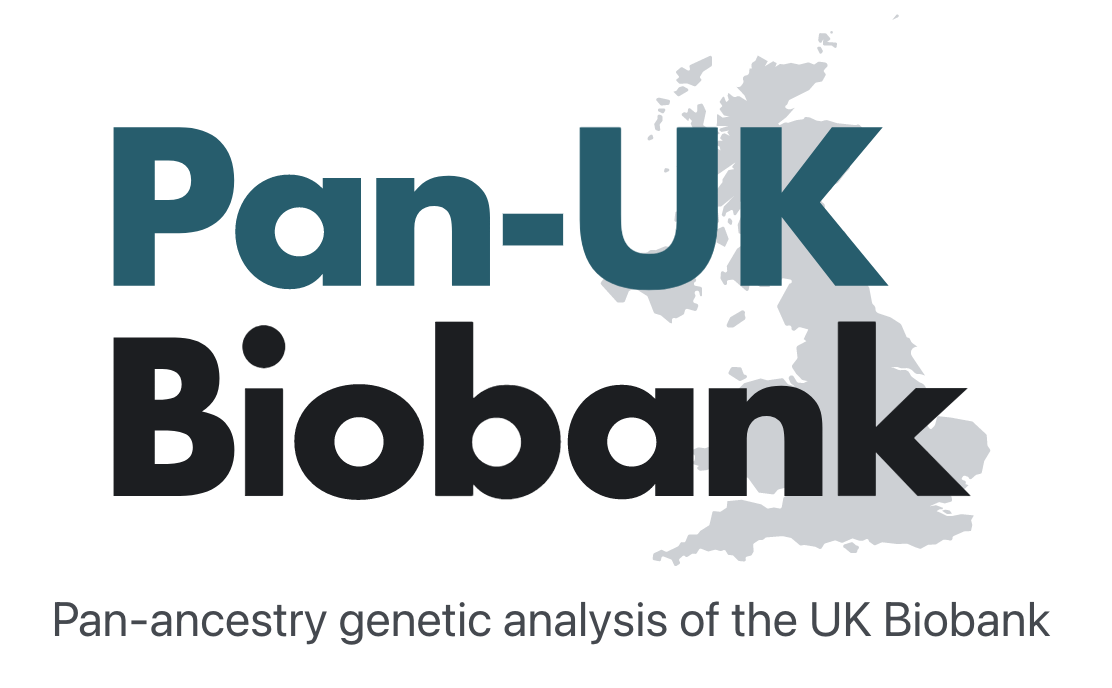 Pan-UK
Biobank
Pan-ancestry genetic analysis of the UK Biobank